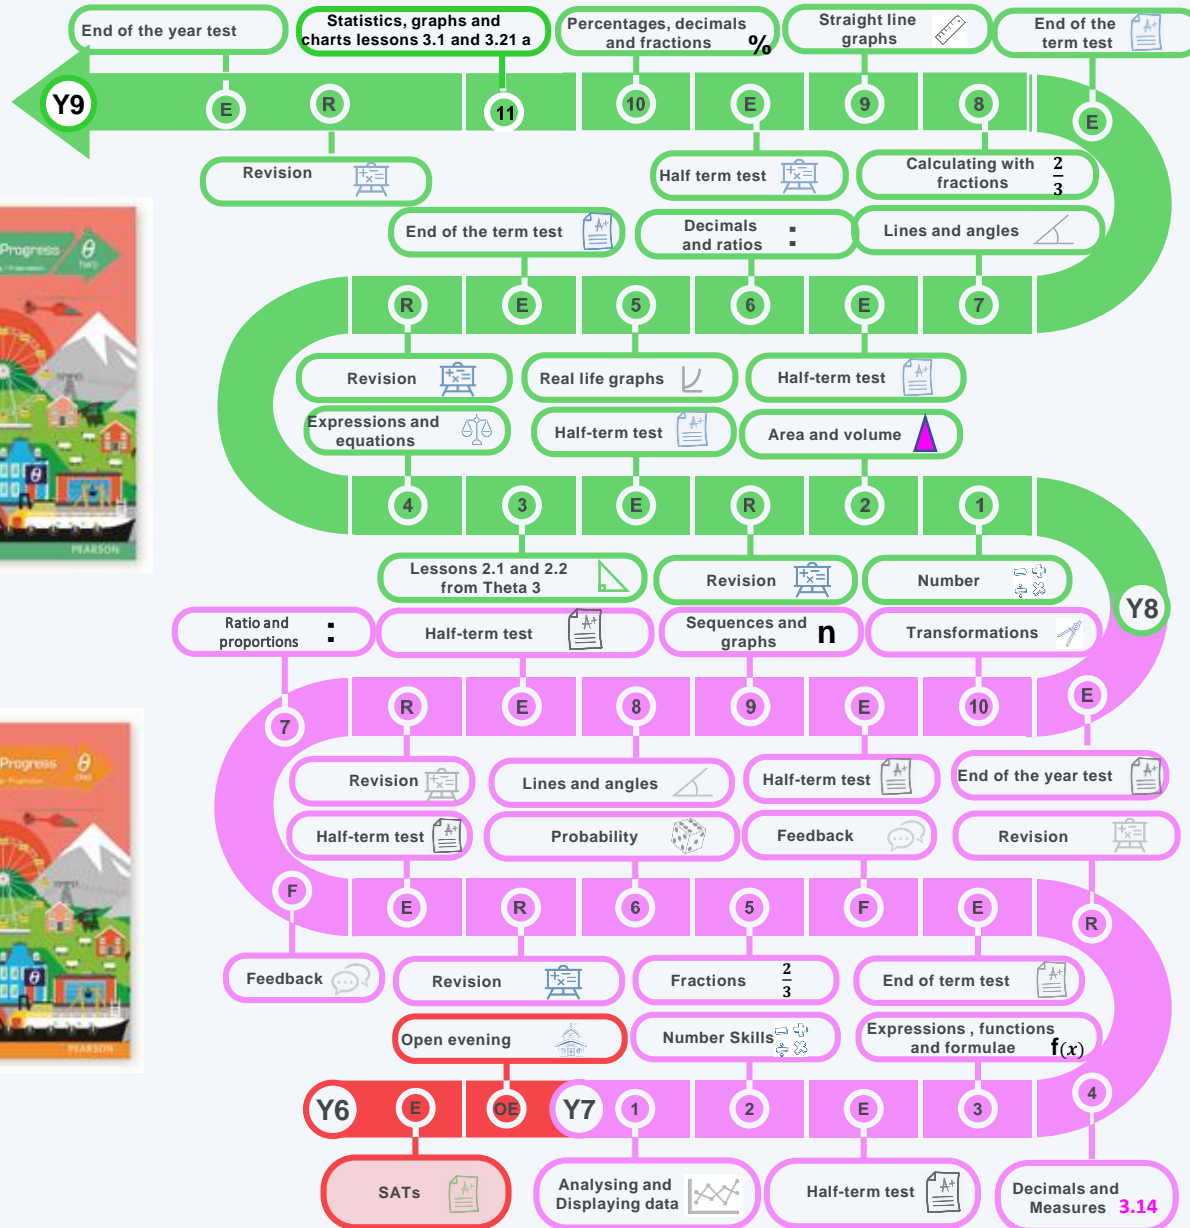 End of the year test
Statistics, graphs and
charts lessons 3.1 and 3.21 a
Percentages, decimals
and fractions %
Straight line
graphs
End of the
term test
Y9
E
R
11
10
E
9
8
E
Revision
Half term test
Calculating with
fractions
2
3
End of the term test
Decimals
and ratios :
Lines and angles
Progress θ
TWO
R
E
5
6
E
7
Revision
Real life graphs
Half-term test
Expressions and
equations
Half-term test
Area and volume
θ
PEARSON
4
3
E
R
2
1
Lessons 2.1 and 2.2
from Theta 3
Revision
Number
Y8
Ratio and
proportions :
Half-term test
Sequences and
graphs n
Transformations
7
R
E
8
9
E
10
E
Revision
Lines and angles
Half-term test
End of the year test
Progress θ
ONE
Half-term test
Probability
Feedback
Revision
F
E
R
6
5
F
E
R
Feedback
Revision
Fractions
2
3
End of term test
θ
PEARSON
Open evening
Number Skills
Expressions , functions
and formulae f(x)
Y6
E
OE
Y7
1
2
E
3
4
SATs
Analysing and
Displaying data
Half-term test
Decimals and
Measures 3.14